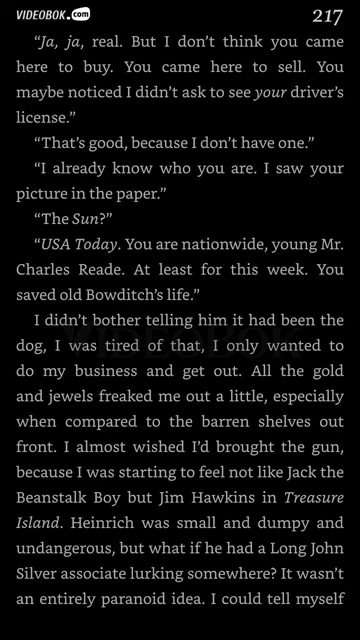 VIDEOBOK.com
217
“Ja, ja, real. But I don’t think you came
here to buy. You came here to sell. You
maybe noticed I didn’t ask to see your driver’s
license.”
“That’s good, because I don’t have one.”
“I already know who you are. I saw your
picture in the paper.”
“The Sun?”
“USA Today. You are nationwide, young Mr.
Charles Reade. At least for this week. You
saved old Bowditch’s life.”
I didn’t bother telling him it had been the
dog, I was tired of that, I only wanted to
do my business and get out. All the gold
and jewels freaked me out a little, especially
when compared to the barren shelves out
front. I almost wished I’d brought the gun,
because I was starting to feel not like Jack the
Beanstalk Boy but Jim Hawkins in Treasure
Island. Heinrich was small and dumpy and
undangerous, but what if he had a Long John
Silver associate lurking somewhere? It wasn’t
an entirely paranoid idea. I could tell myself
VIDEOBOK